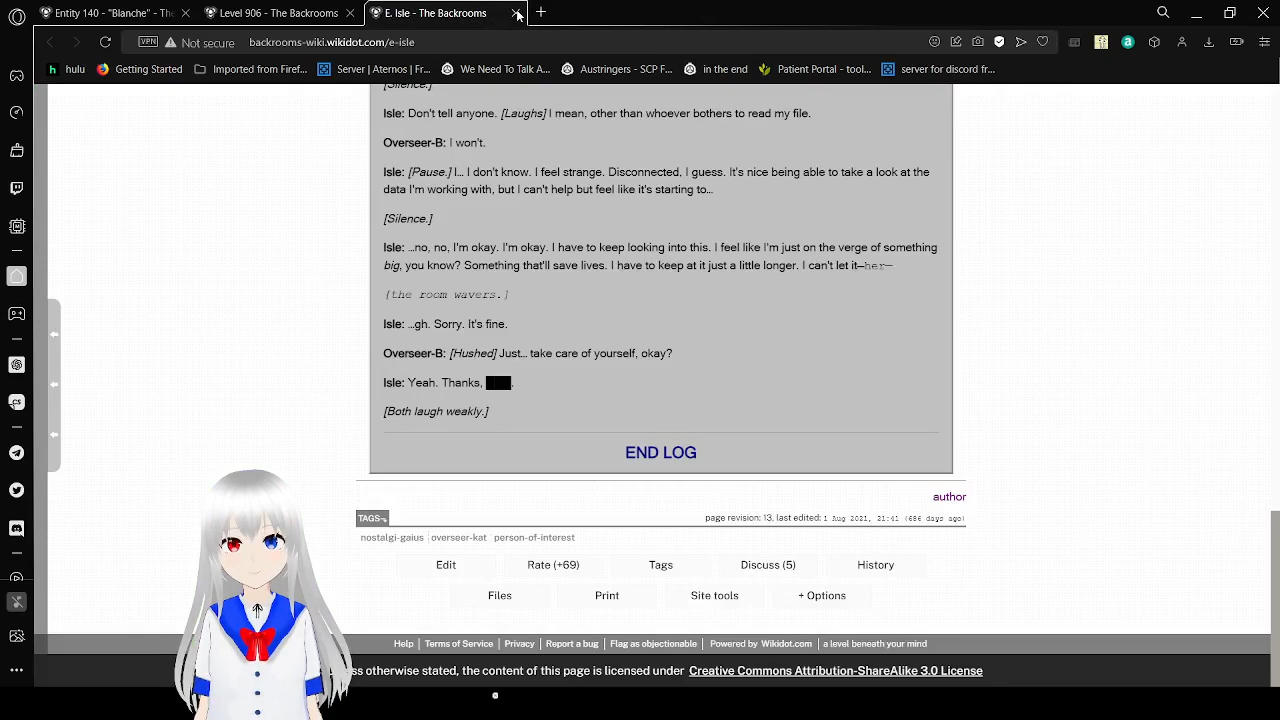 Entity 140 - "Blanche" - The
Level 906 - The Backrooms
E. Isle - The Backrooms
VPN
Not secure
backrooms-wiki.wikidot.com/e-isle
hulu
Getting Started
Imported from Firef...
Server | Aternos | Fr...
We Need To Talk A...
Austringers - SCP F...
in the end
Patient Portal - tool...
server for discord fr...
[Silence.]
Isle: Don't tell anyone. [Laughs] I mean, other than whoever bothers to read my file.
Overseer-B: I won't.
Isle: [Pause.] I... I don't know. I feel strange. Disconnected, I guess. It's nice being able to take a look at the
data I'm working with, but I can't help but feel like it's starting to...
[Silence.]
Isle: ...no, no, I'm okay. I'm okay. I have to keep looking into this. I feel like I'm just on the verge of something
big, you know? Something that'll save lives. I have to keep at it just a little longer. I can't let it—her—
[the room wavers.]
Isle: ...gh. Sorry. It's fine.
Overseer-B: [Hushed] Just... take care of yourself, okay?
Isle: Yeah. Thanks, .
[Both laugh weakly.]
END LOG
author
TAGS
page revision: 13, last edited: 1 Aug 2021, 21:41 (686 days ago)
nostalgi-gaius overseer-kat person-of-interest
Edit
Rate (+69)
Tags
Discuss (5)
History
Files
Print
Site tools
+ Options
Help | Terms of Service | Privacy | Report a bug | Flag as objectionable | Powered by Wikidot.com | a level beneath your mind
ss otherwise stated, the content of this page is licensed under Creative Commons Attribution-ShareAlike 3.0 License